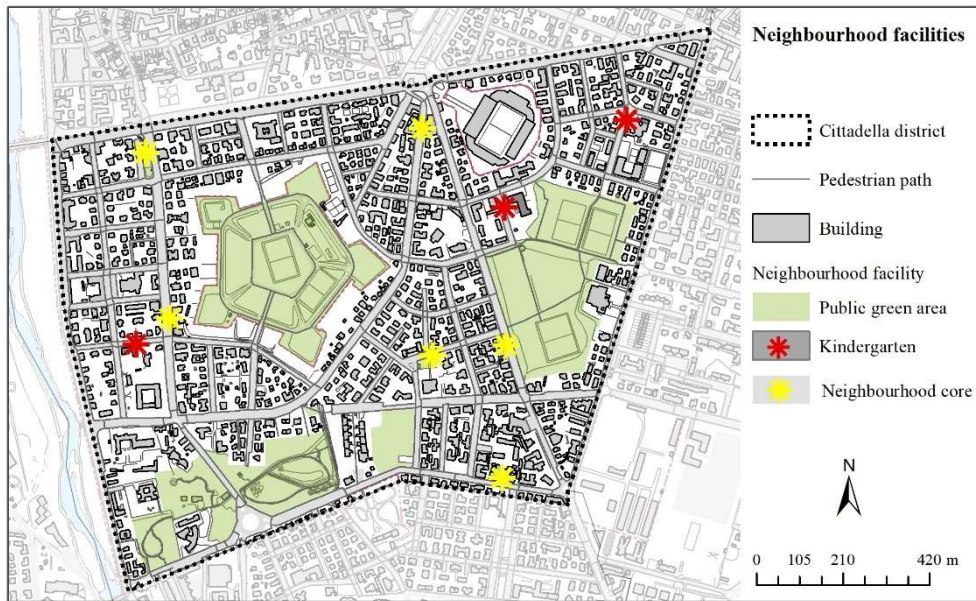 Neighbourhood facilities
Cittadella district
Pedestrian path
Building
Neighbourhood facility
Public green area
Kindergarten
Neighbourhood core
N
0 105 210 420 m